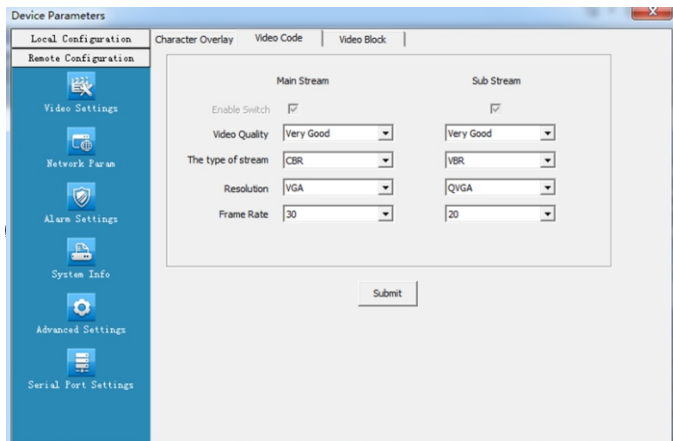 Device Parameters
Local Configuration
Remote Configuration
Video Settings
Network Param
Alarm Settings
System Info
Advanced Settings
Serial Port Settings
Character Overlay Video Code Video Block
Main Stream Sub Stream
Enable Switch
Video Quality Very Good Very Good
The type of stream CBR VBR
Resolution VGA QVGA
Frame Rate 30 20
Submit